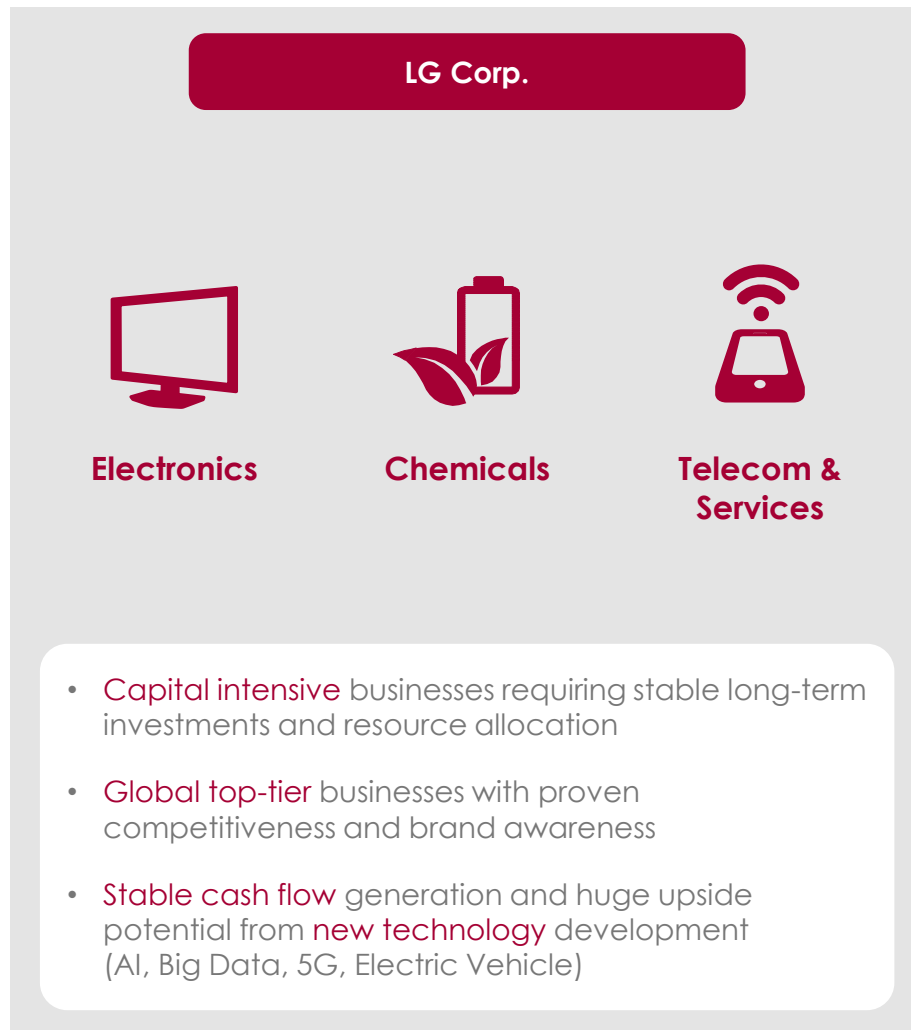 LG Corp.
Electronics
Chemicals
Telecom &
Services
• Capital intensive businesses requiring stable long-term
investments and resource allocation
• Global top-tier businesses with proven
competitiveness and brand awareness
• Stable cash flow generation and huge upside
potential from new technology development
(AI, Big Data, 5G, Electric Vehicle)